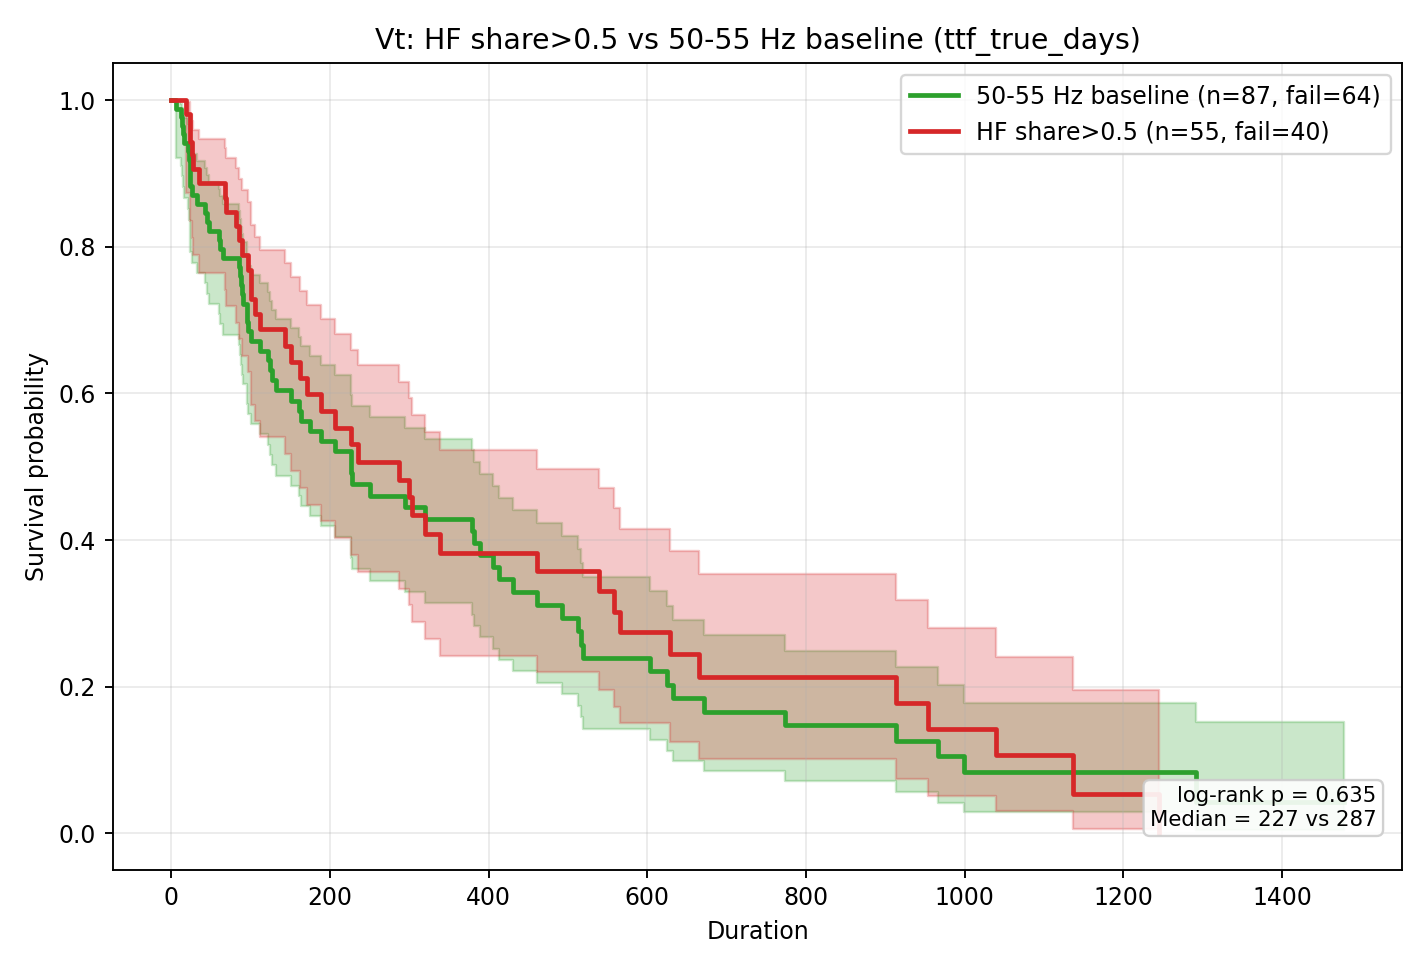 Vt: HF share>0.5 vs 50-55 Hz baseline (ttf_true_days)
50-55 Hz baseline (n=87, fail=64)
HF share>0.5 (n=55, fail=40)
Survival probability
1.0
0.8
0.6
0.4
0.2
0.0
log-rank p = 0.635
Median = 227 vs 287
0 200 400 600 800 1000 1200 1400
Duration